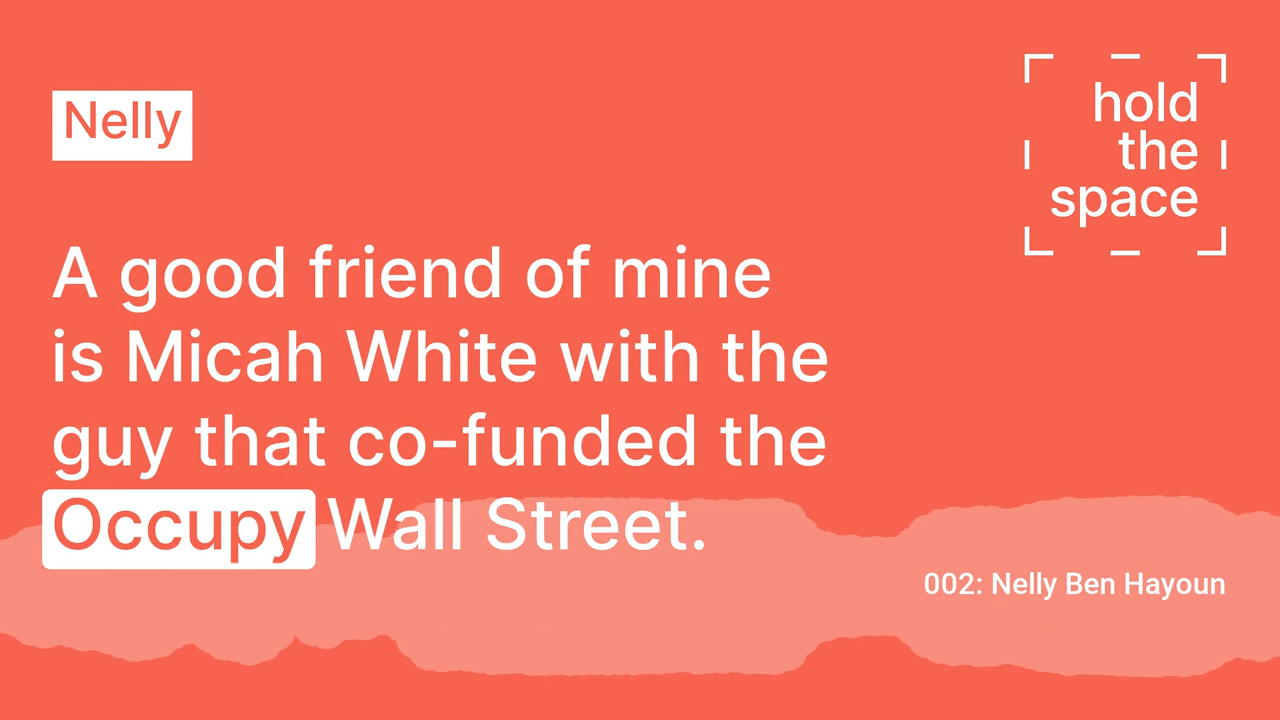 Nelly
hold
the
space
A good friend of mine
is Micah White with the
guy that co-funded the
Occupy Wall Street.
002: Nelly Ben Hayoun